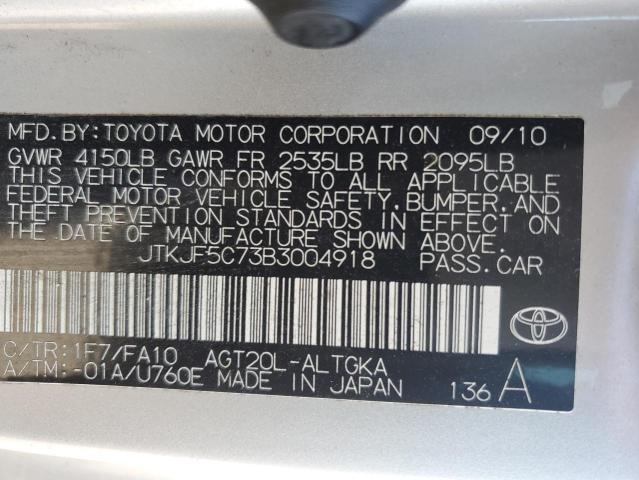 MFD. BY: TOYOTA MOTOR CORPORATION 09/10
GVWR 4150LB GAWR FR 2535LB RR 2095LB
THIS VEHICLE CONFORMS TO ALL APPLICABLE
FEDERAL MOTOR VEHICLE SAFETY, BUMPER, AND
THEFT PREVENTION STANDARDS IN EFFECT ON
THE DATE OF MANUFACTURE SHOWN ABOVE.
JTKJF5C73B3004918 PASS. CAR
C/TR: 1F7/FA10 AGT20L-ALTGKA
A/TM: -01A/U760E MADE IN JAPAN 136 A
TOYOTA